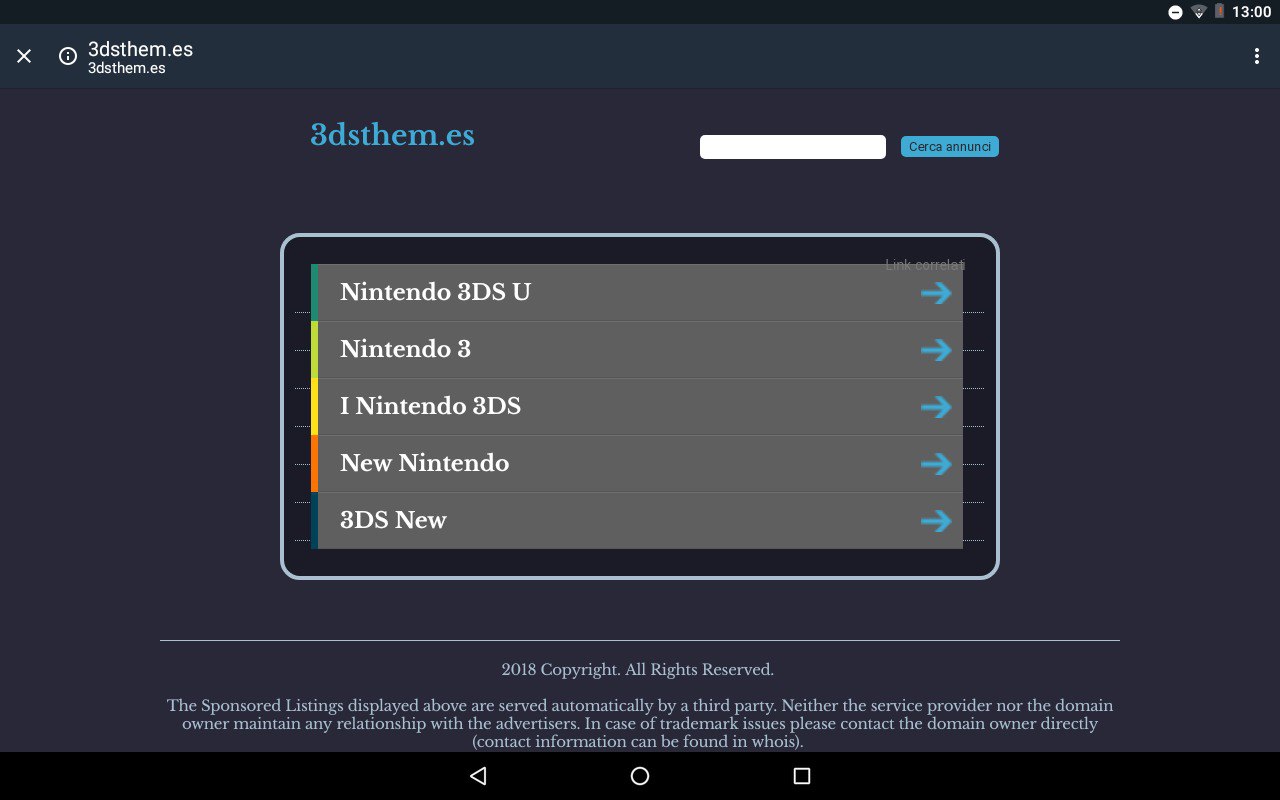 13:00
3dsthem.es
3dsthem.es
3dsthem.es
Cerca annunci
Link correlati
Nintendo 3DS U
Nintendo 3
I Nintendo 3DS
New Nintendo
3DS New
2018 Copyright. All Rights Reserved.
The Sponsored Listings displayed above are served automatically by a third party. Neither the service provider nor the domain
owner maintain any relationship with the advertisers. In case of trademark issues please contact the domain owner directly
(contact information can be found in whois).